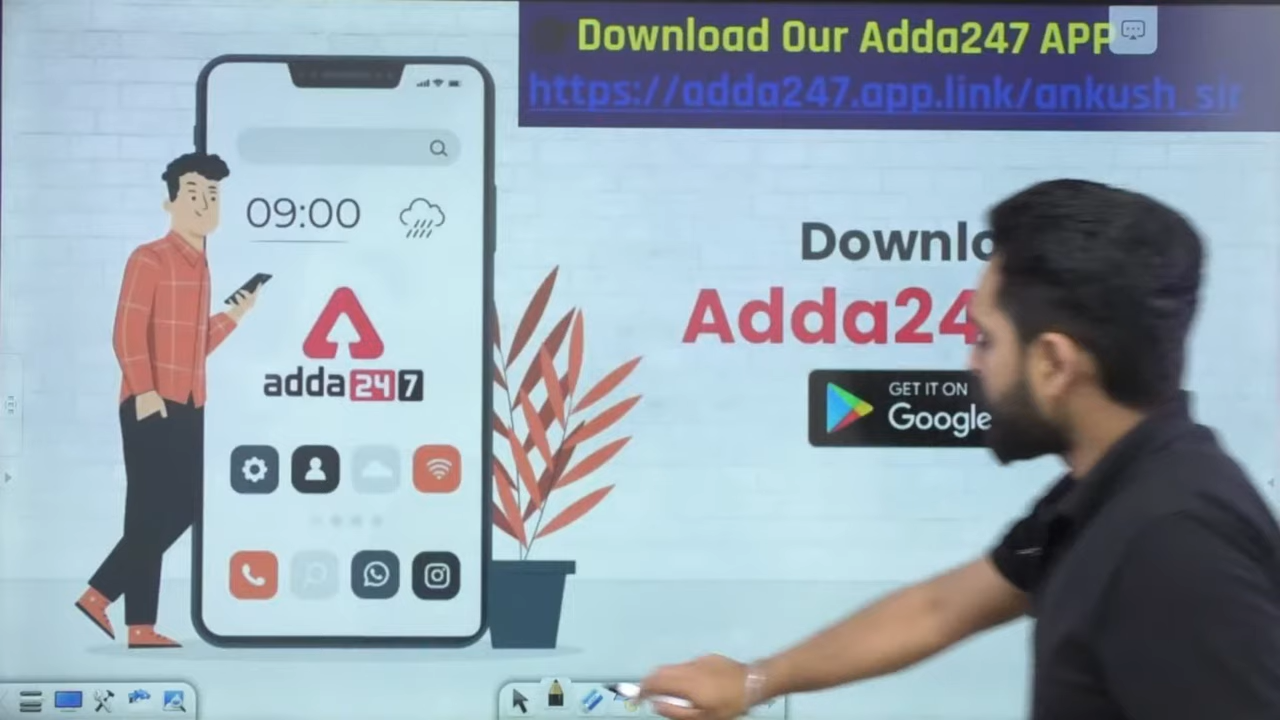 Download Our Adda247 APP
https://adda247.app.link/ankush_sir
09:00
adda247
Downlo
Adda24
GET IT ON
Google